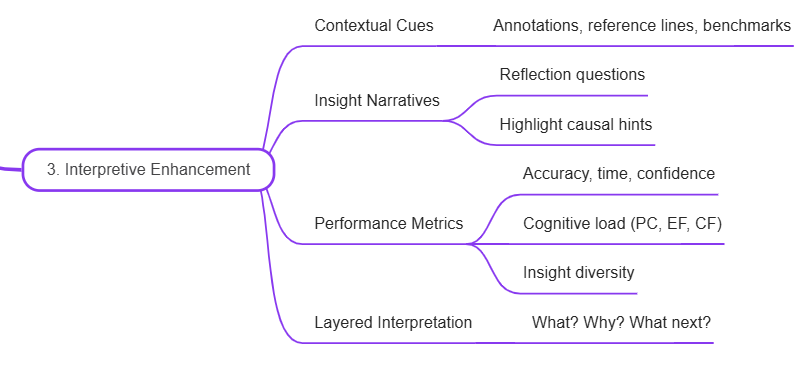 3. Interpretive Enhancement
Contextual Cues
Annotations, reference lines, benchmarks
Insight Narratives
Reflection questions
Highlight causal hints
Performance Metrics
Accuracy, time, confidence
Cognitive load (PC, EF, CF)
Insight diversity
Layered Interpretation
What? Why? What next?